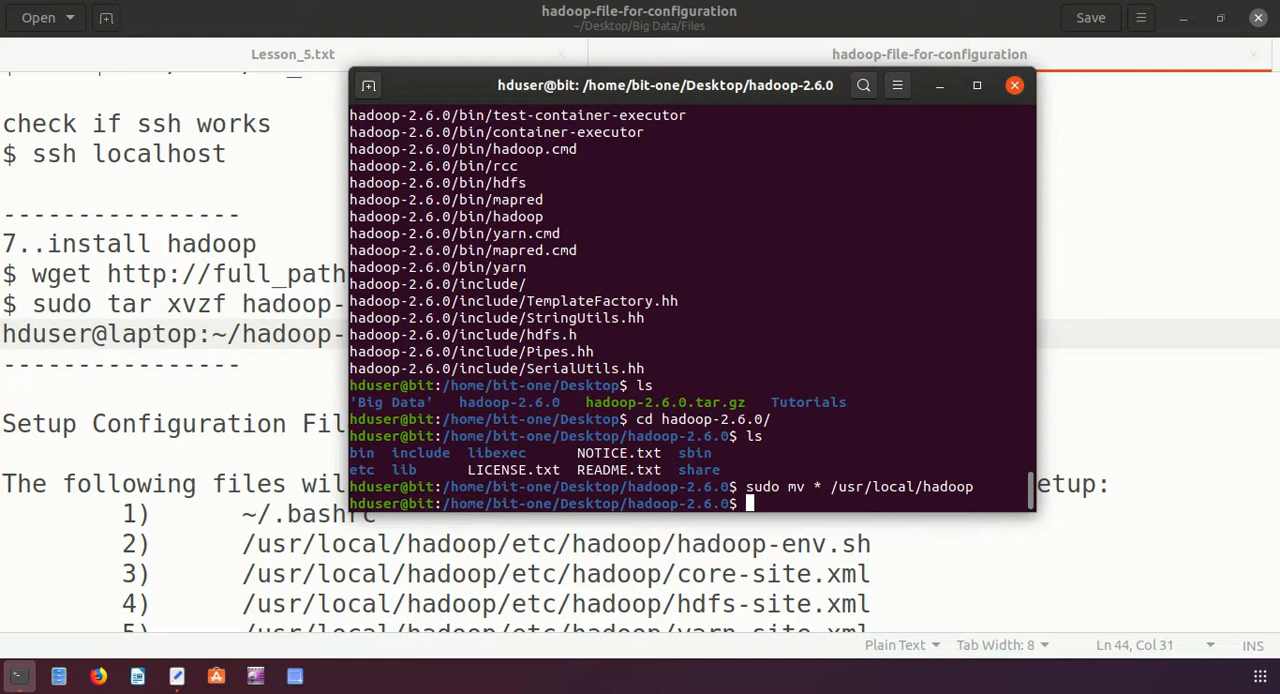 Open
hadoop-file-for-configuration
~/Desktop/Big Data/Files
Save
Lesson_5.txt
hadoop-file-for-configuration
check if ssh works
$ ssh localhost
----------------
7..install hadoop
$ wget http://full_path
$ sudo tar xvzf hadoop-
hduser@laptop:~/hadoop-
----------------
Setup Configuration Fil
The following files wil
etup:
1) ~/.bashrc
2) /usr/local/hadoop/etc/hadoop/hadoop-env.sh
3) /usr/local/hadoop/etc/hadoop/core-site.xml
4) /usr/local/hadoop/etc/hadoop/hdfs-site.xml
5) /usr/local/hadoop/etc/hadoop/yarn-site.xml
hduser@bit: /home/bit-one/Desktop/hadoop-2.6.0
hadoop-2.6.0/bin/test-container-executor
hadoop-2.6.0/bin/container-executor
hadoop-2.6.0/bin/hadoop.cmd
hadoop-2.6.0/bin/rcc
hadoop-2.6.0/bin/hdfs
hadoop-2.6.0/bin/mapred
hadoop-2.6.0/bin/hadoop
hadoop-2.6.0/bin/yarn.cmd
hadoop-2.6.0/bin/mapred.cmd
hadoop-2.6.0/bin/yarn
hadoop-2.6.0/include/
hadoop-2.6.0/include/TemplateFactory.hh
hadoop-2.6.0/include/StringUtils.hh
hadoop-2.6.0/include/hdfs.h
hadoop-2.6.0/include/Pipes.hh
hadoop-2.6.0/include/SerialUtils.hh
hduser@bit:/home/bit-one/Desktop$ ls
'Big Data' hadoop-2.6.0 hadoop-2.6.0.tar.gz Tutorials
hduser@bit:/home/bit-one/Desktop$ cd hadoop-2.6.0/
hduser@bit:/home/bit-one/Desktop/hadoop-2.6.0$ ls
bin include libexec NOTICE.txt sbin
etc lib LICENSE.txt README.txt share
hduser@bit:/home/bit-one/Desktop/hadoop-2.6.0$ sudo mv * /usr/local/hadoop
hduser@bit:/home/bit-one/Desktop/hadoop-2.6.0$
Plain Text
Tab Width: 8
Ln 44, Col 31
INS